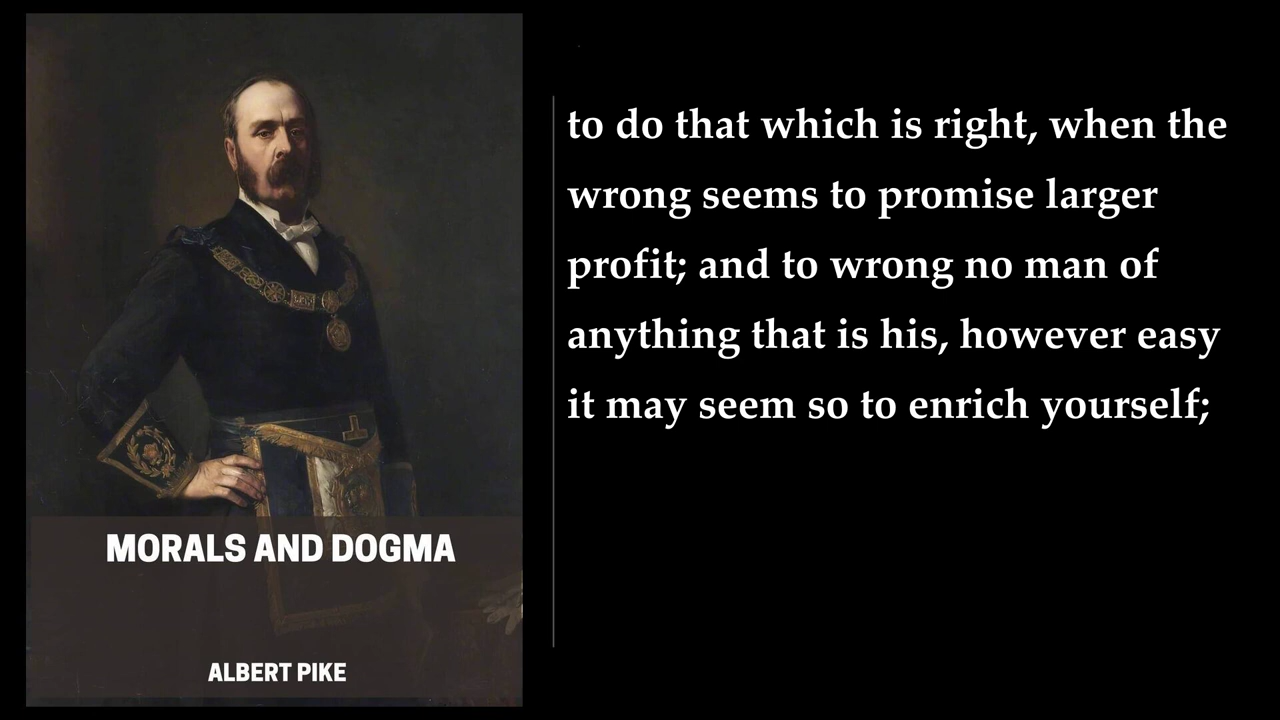 MORALS AND DOGMA
ALBERT PIKE
to do that which is right, when the
wrong seems to promise larger
profit; and to wrong no man of
anything that is his, however easy
it may seem so to enrich yourself;